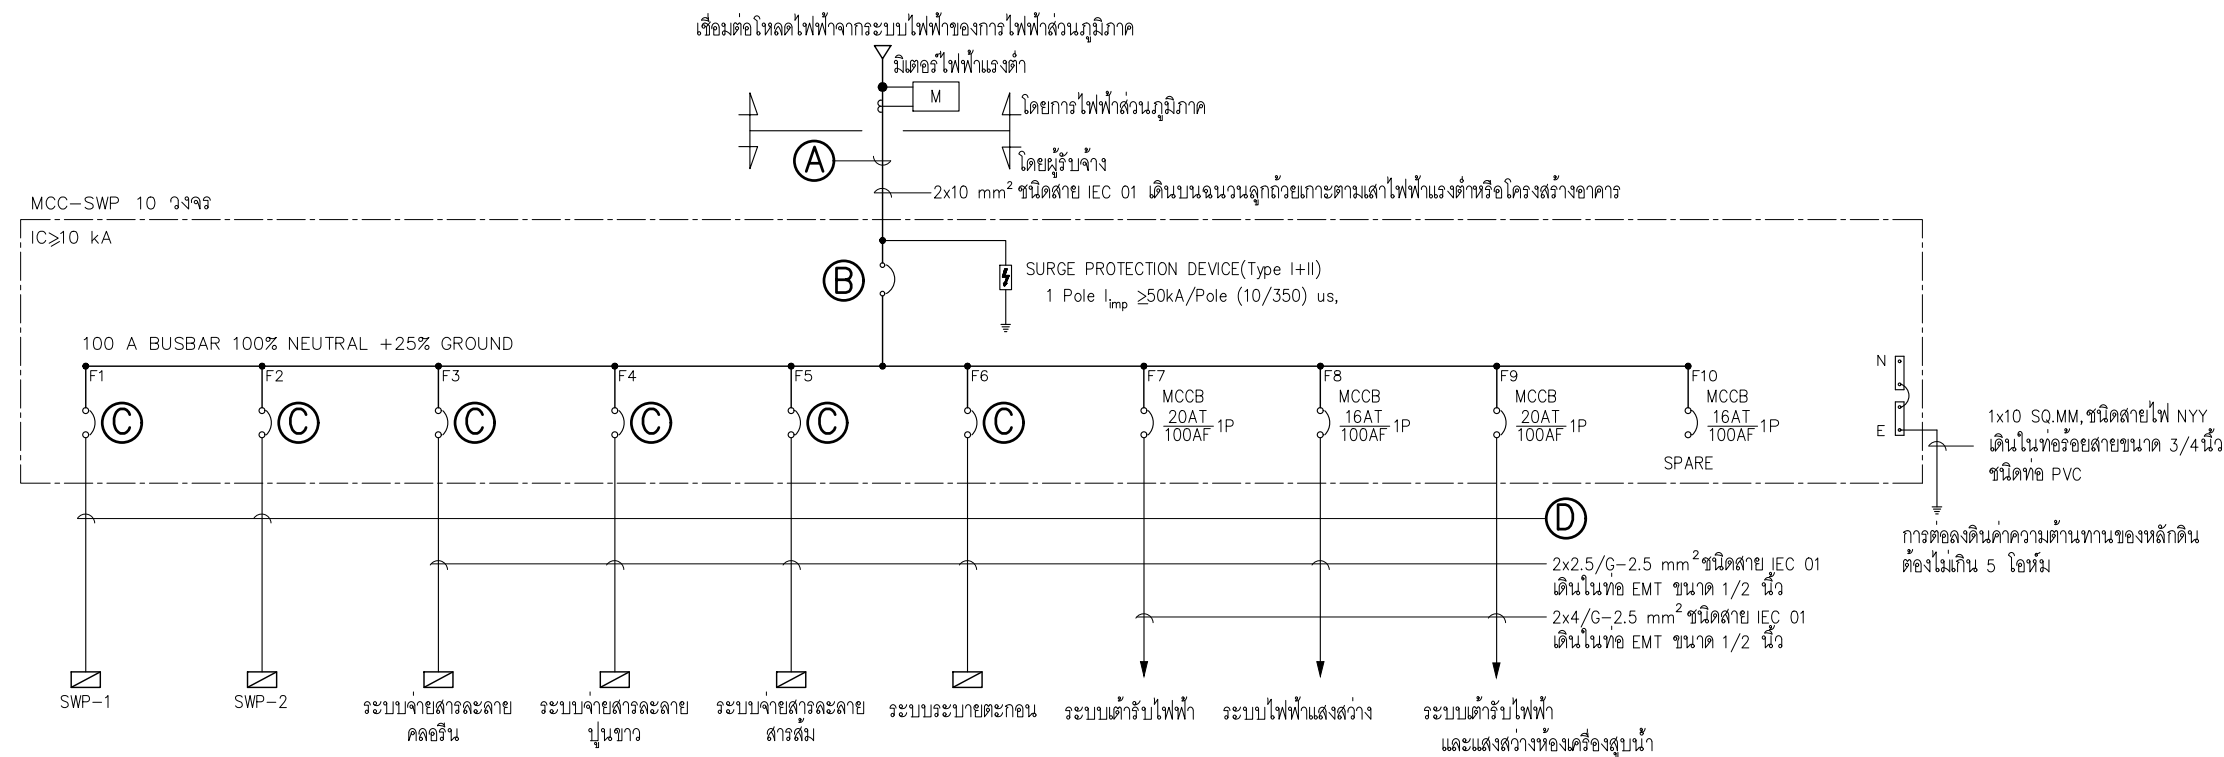 เชื่อมต่อโหลดไฟฟ้าจากระบบไฟฟ้าของการไฟฟ้าส่วนภูมิภาค
มิเตอร์ไฟฟ้าแรงต่ำ
M
โดยการไฟฟ้าส่วนภูมิภาค
A
โดยผู้รับจ้าง
2x10 mm² ชนิดสาย IEC 01 เดินบนฉนวนลูกถ้วยเกาะตามเสาไฟฟ้าแรงต่ำหรือโครงสร้างอาคาร
MCC-SWP 10 วงจร
IC≥10 kA
B
SURGE PROTECTION DEVICE(Type I+II)
1 Pole Iimp ≥50kA/Pole (10/350) us,
100 A BUSBAR 100% NEUTRAL +25% GROUND
F1 F2 F3 F4 F5 F6 F7 F8 F9 F10
C C C C C C
MCCB 20AT/100AF 1P
MCCB 16AT/100AF 1P
MCCB 20AT/100AF 1P
MCCB 16AT/100AF 1P
SPARE
N
E
1x10 SQ.MM,ชนิดสายไฟ NYY
เดินในท่อร้อยสายขนาด 3/4นิ้ว
ชนิดท่อ PVC
การต่อลงดินค่าความต้านทานของหลักดิน
ต้องไม่เกิน 5 โอห์ม
D
2x2.5/G-2.5 mm² ชนิดสาย IEC 01
เดินในท่อ EMT ขนาด 1/2 นิ้ว
2x4/G-2.5 mm² ชนิดสาย IEC 01
เดินในท่อ EMT ขนาด 1/2 นิ้ว
SWP-1
SWP-2
ระบบจ่ายสารละลาย
คลอรีน
ระบบจ่ายสารละลาย
ปูนขาว
ระบบจ่ายสารละลาย
สารส้ม
ระบบระบายตะกอน
ระบบเต้ารับไฟฟ้า
ระบบไฟฟ้าแสงสว่าง
ระบบเต้ารับไฟฟ้า
และแสงสว่างห้องเครื่องสูบน้ำ